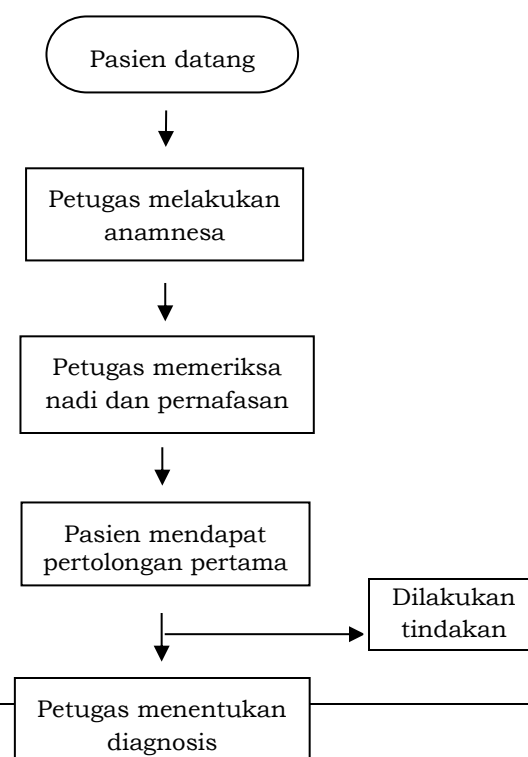 Pasien datang
Petugas melakukan
anamnesa
Petugas memeriksa
nadi dan pernafasan
Pasien mendapat
pertolongan pertama
Dilakukan
tindakan
Petugas menentukan
diagnosis